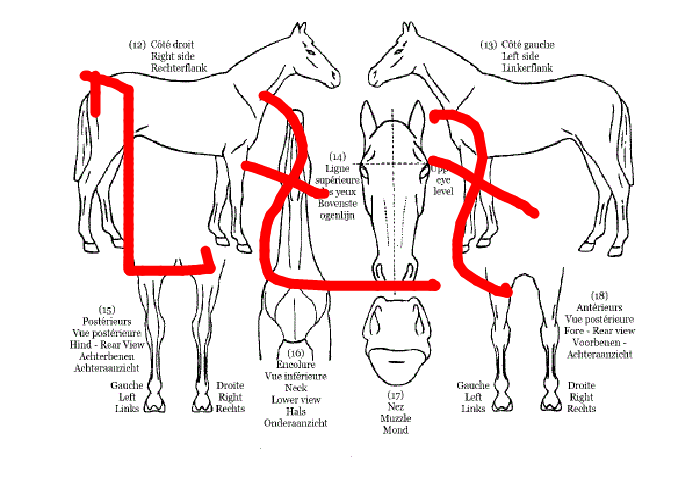 (12) Côté droit
Right side
Rechterflank
(13) Côté gauche
Left side
Linkerflank
(14)
Ligne
supérieure
yeux
Bovenste
ogenlijn
eye
level
(15)
Postérieurs
Vue postérieure
Hind - Rear View
Achterbenen
Achteraanzicht
Gauche
Left
Links
Droite
Right
Rechts
(16)
Encolure
Vue inférieure
Neck
Lower view
Hals
Onderaanzicht
(17)
Nez
Muzzle
Mond
(18)
Antérieurs
Vue postérieure
Fore - Rear view
Voorbenen -
Achteraanzicht
Gauche
Left
Links
Droite
Right
Rechts